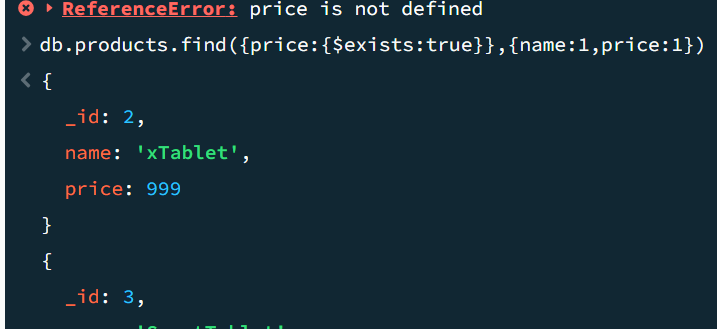 ReferenceError: price is not defined
> db.products.find({price:{$exists:true}},{name:1,price:1})
< {
_id: 2,
name: 'xTablet',
price: 999
}
{
_id: 3,